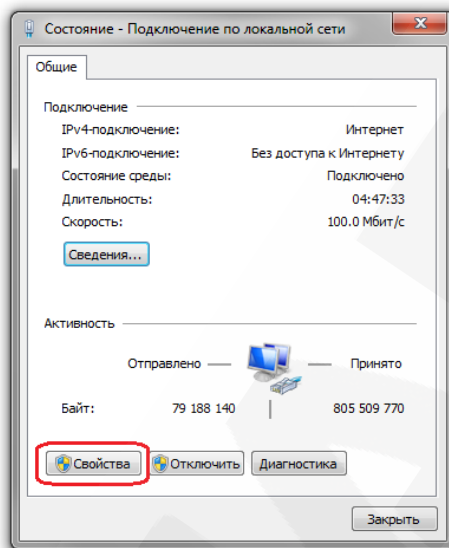 Состояние - Подключение по локальной сети
Общие
Подключение
IPv4-подключение: Интернет
IPv6-подключение: Без доступа к Интернету
Состояние среды: Подключено
Длительность: 04:47:33
Скорость: 100.0 Мбит/с
Сведения...
Активность
Отправлено — — Принято
Байт: 79 188 140 | 805 509 770
Свойства Отключить Диагностика
Закрыть